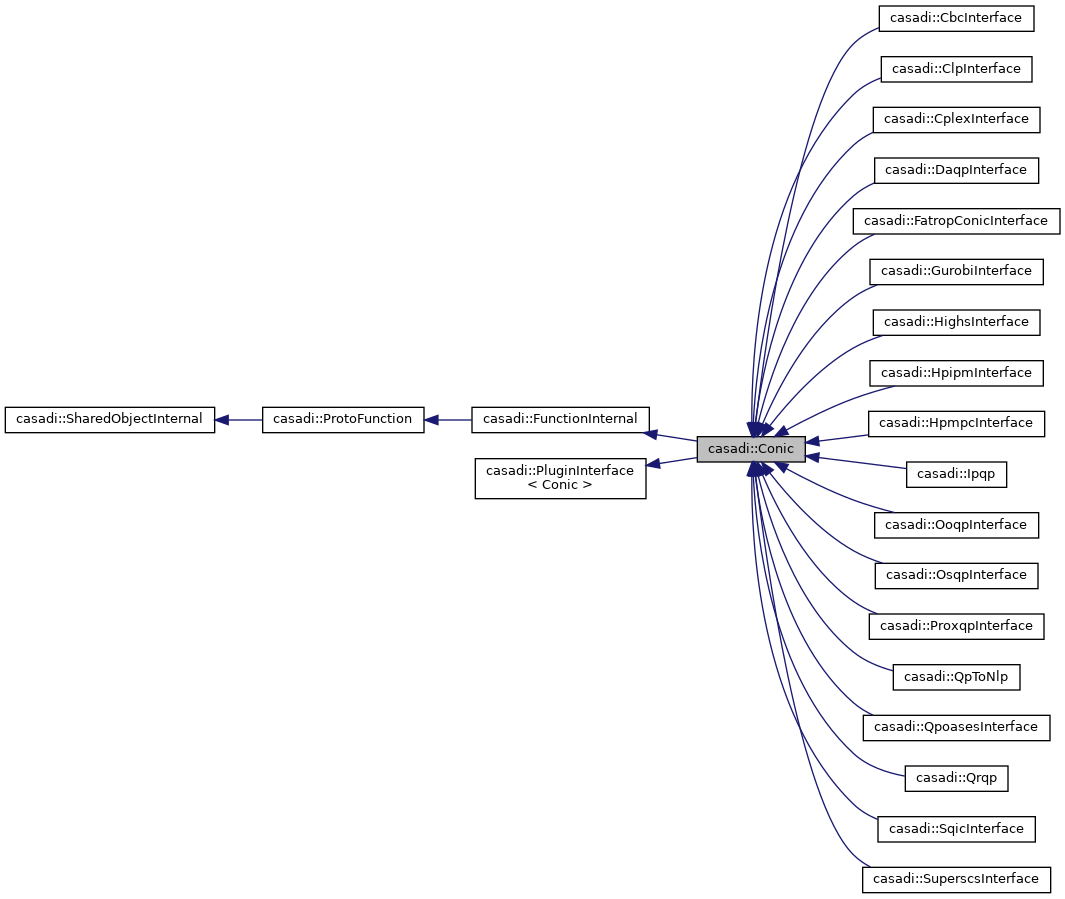 casadi::SharedObjectInternal
casadi::ProtoFunction
casadi::FunctionInternal
casadi::PluginInterface
< Conic >
casadi::Conic
casadi::CbcInterface
casadi::ClpInterface
casadi::CplexInterface
casadi::DaqpInterface
casadi::FatropConicInterface
casadi::GurobiInterface
casadi::HighsInterface
casadi::HpipmInterface
casadi::HpmpcInterface
casadi::Ipqp
casadi::OoqpInterface
casadi::OsqpInterface
casadi::ProxqpInterface
casadi::QpToNlp
casadi::QpoasesInterface
casadi::Qrqp
casadi::SqicInterface
casadi::SuperscsInterface